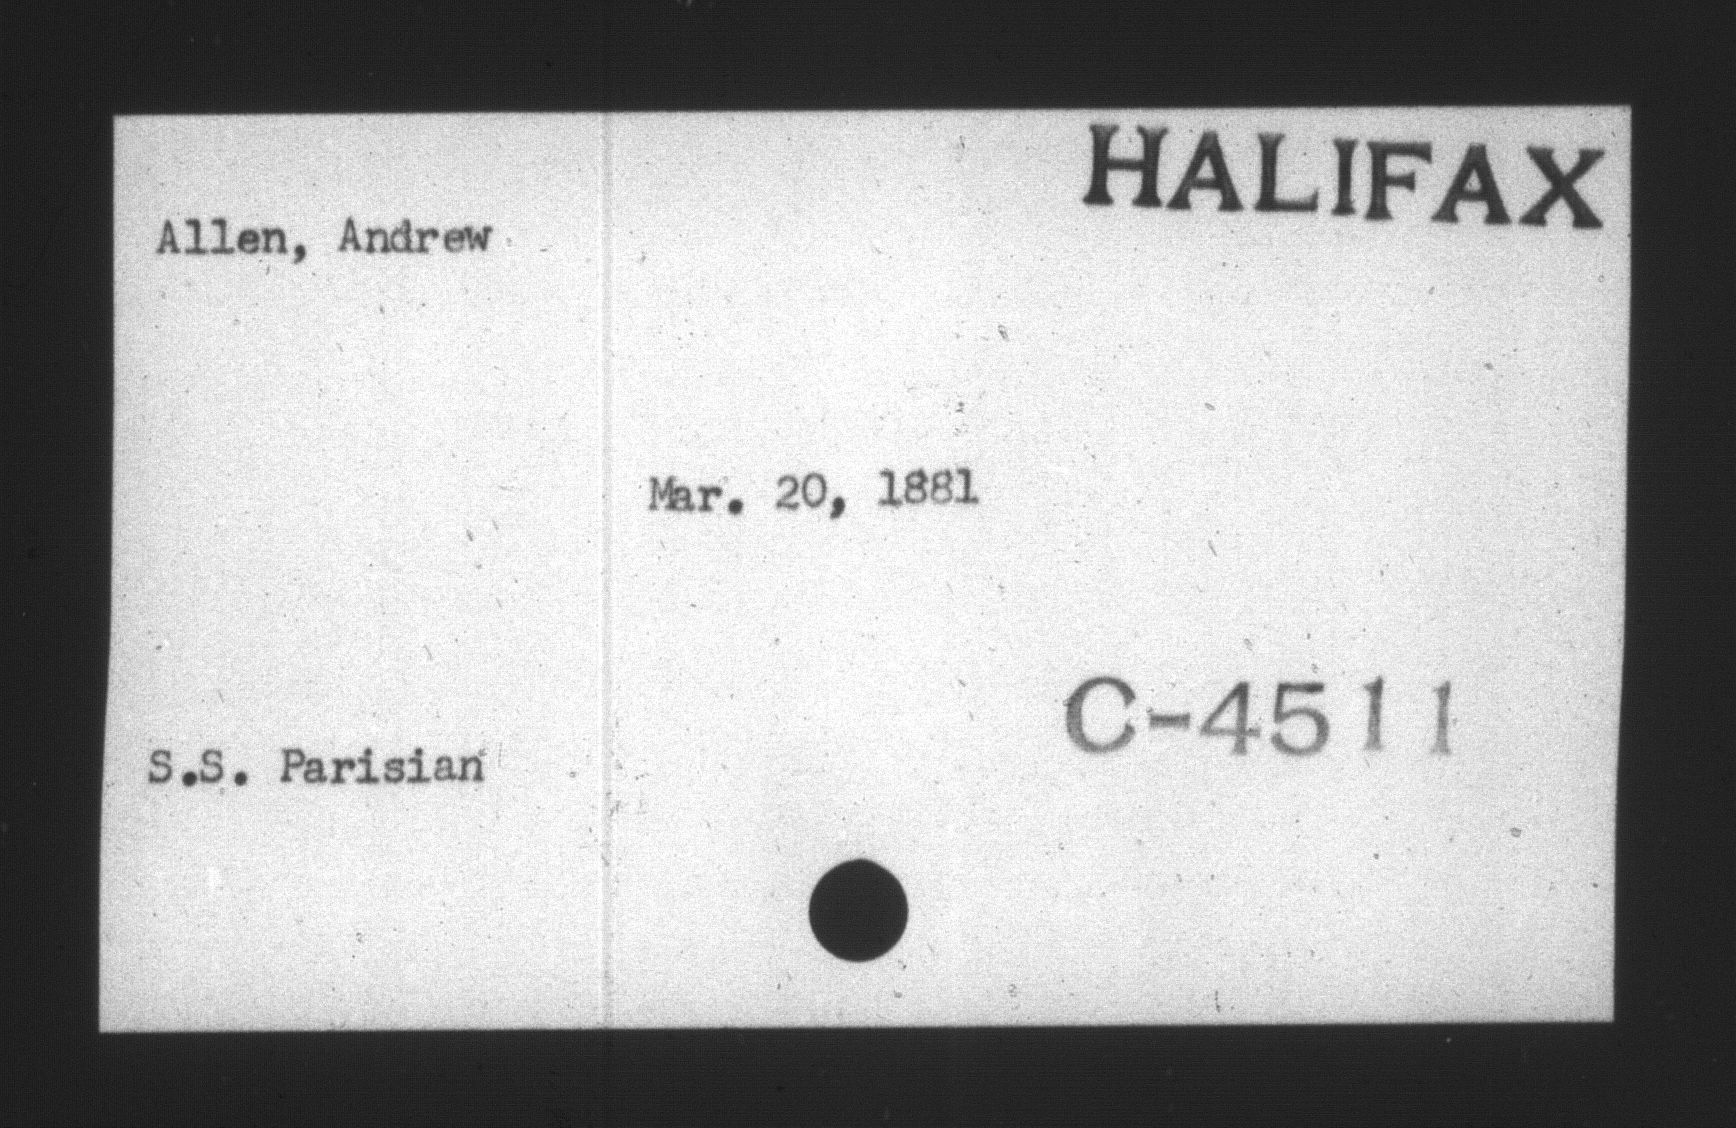 HALIFAX
Allen, Andrew
Mar. 20, 1881
C-4511
S.S. Parisian